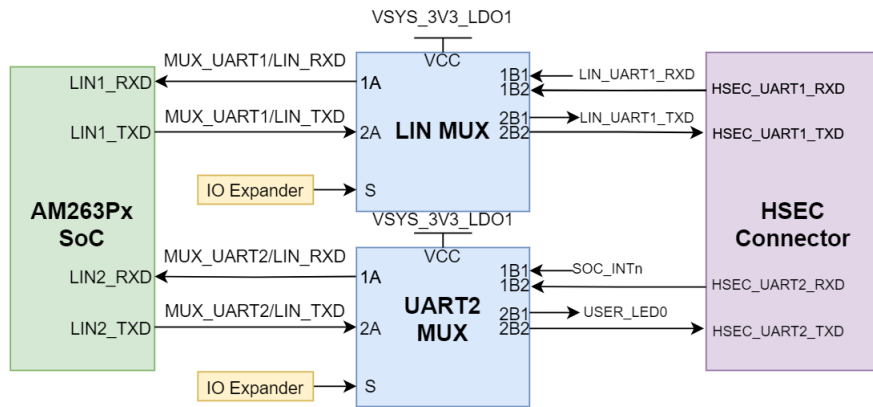 VSYS_3V3_LDO1
MUX_UART1/LIN_RXD
VCC
LIN1_RXD
1A
1B1
LIN_UART1_RXD
1B2
HSEC_UART1_RXD
MUX_UART1/LIN_TXD
2B1
LIN_UART1_TXD
LIN1_TXD
2A
LIN MUX
2B2
HSEC_UART1_TXD
IO Expander
S
AM263Px
SoC
HSEC
Connector
VSYS_3V3_LDO1
MUX_UART2/LIN_RXD
VCC
LIN2_RXD
1A
1B1
SOC_INTn
1B2
HSEC_UART2_RXD
MUX_UART2/LIN_TXD
UART2
MUX
2B1
USER_LED0
LIN2_TXD
2A
2B2
HSEC_UART2_TXD
IO Expander
S